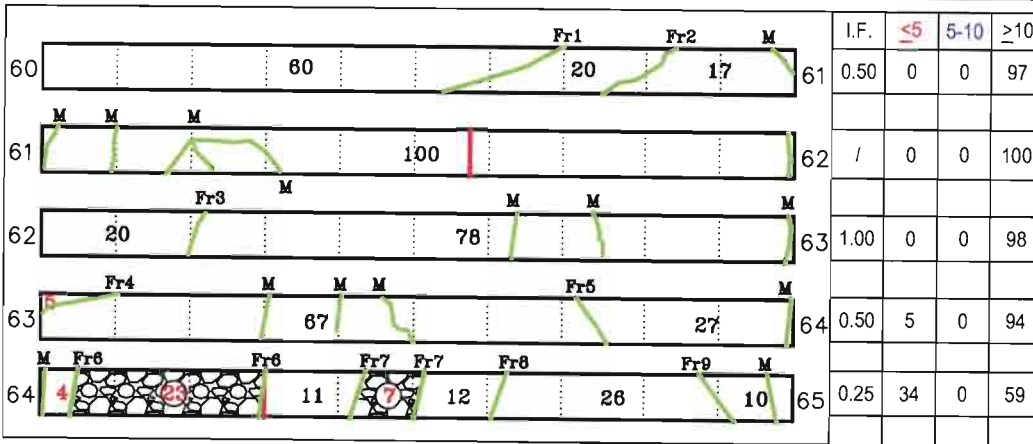 I.F. <5 5-10 >10
Fr1 Fr2 M
60 60 20 17 61 0.50 0 0 97
M M M
61 100 62 / 0 0 100
M
Fr3 M M M
62 20 78 63 1.00 0 0 98
Fr4 M M M Fr5 M
63 5 67 27 64 0.50 5 0 94
M Fr6 Fr6 Fr7 Fr7 Fr8 Fr9 M
64 4 23 11 7 12 26 10 65 0.25 34 0 59